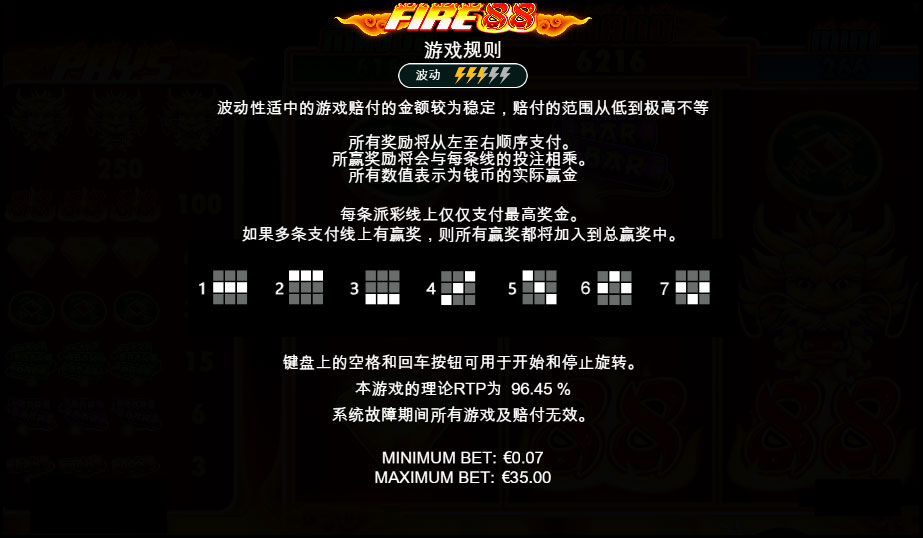 FIRE 88
游戏规则
波动
波动性适中的游戏赔付的金额较为稳定，赔付的范围从低到极高不等
所有奖励将从左至右顺序支付。
所赢奖励将会与每条线的投注相乘。
所有数值表示为钱币的实际赢金
每条派彩线上仅仅支付最高奖金。
如果多条支付线上有赢奖，则所有赢奖都将加入到总赢奖中。
1 2 3 4 5 6 7
键盘上的空格和回车按钮可用于开始和停止旋转。
本游戏的理论RTP为 96.45 %
系统故障期间所有游戏及赔付无效。
MINIMUM BET: €0.07
MAXIMUM BET: €35.00
PAYS
6216
250
100
15
6
3
88
88